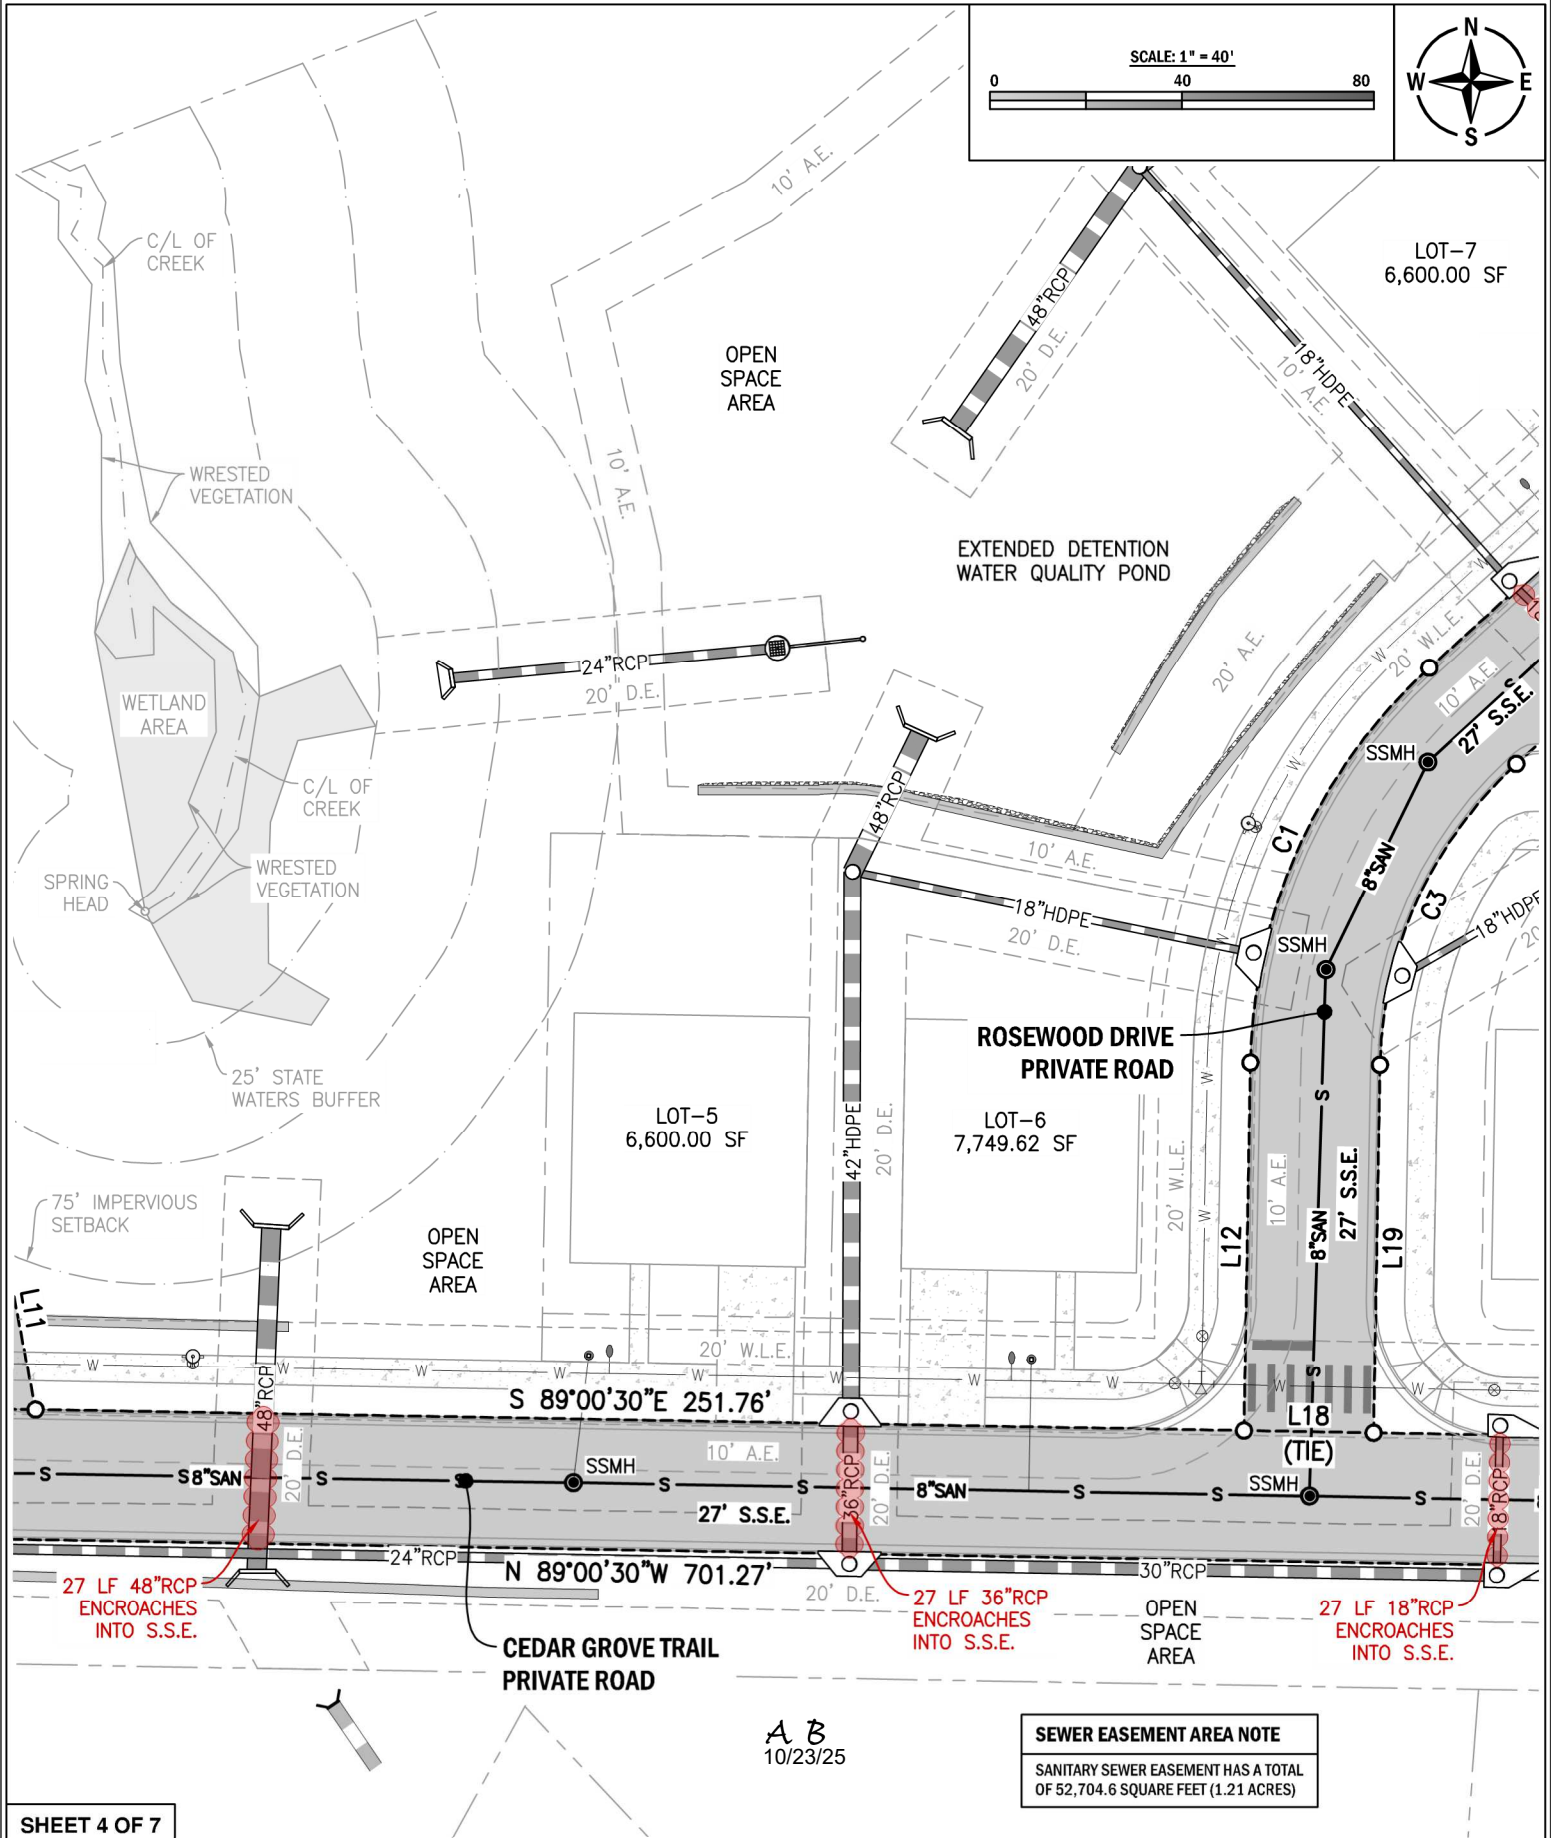 SCALE: 1" = 40'
0 40 80
N
W E
S
10' A.E.
C/L OF
CREEK
LOT-7
6,600.00 SF
48"RCP
20' D.E.
18"HDPE
10' A.E.
OPEN
SPACE
AREA
WRESTED
VEGETATION
10' A.E.
EXTENDED DETENTION
WATER QUALITY POND
W
20' W.L.E.
W
20' A.E.
10' A.E.
S
27' S.S.E.
24"RCP
20' D.E.
WETLAND
AREA
SSMH
W
C/L OF
CREEK
48"RCP
C1
10' A.E.
8"SAN
WRESTED
VEGETATION
SPRING
HEAD
C3
18"HDPE
20' D.E.
W
SSMH
18"HDPE
20
ROSEWOOD DRIVE
PRIVATE ROAD
25' STATE
WATERS BUFFER
W
S
LOT-5
6,600.00 SF
42"HDPE
20' D.E.
LOT-6
7,749.62 SF
20' W.L.E.
W
10' A.E.
27' S.S.E.
8"SAN
L12
L19
75' IMPERVIOUS
SETBACK
OPEN
SPACE
AREA
L11
20' W.L.E.
W W W W W W W W W W
S
48"RCP
S 89°00'30"E 251.76'
L18
(TIE)
10' A.E.
20' D.E.
36"RCP
20' D.E.
20' D.E.
18"RCP
S S 8"SAN S S SSMH S S 8"SAN S S SSMH S 8
27' S.S.E.
24"RCP
N 89°00'30"W 701.27'
30"RCP
20' D.E.
27 LF 48"RCP
ENCROACHES
INTO S.S.E.
27 LF 36"RCP
ENCROACHES
INTO S.S.E.
OPEN
SPACE
AREA
27 LF 18"RCP
ENCROACHES
INTO S.S.E.
CEDAR GROVE TRAIL
PRIVATE ROAD
A B
10/23/25
SEWER EASEMENT AREA NOTE
SANITARY SEWER EASEMENT HAS A TOTAL
OF 52,704.6 SQUARE FEET (1.21 ACRES)
SHEET 4 OF 7